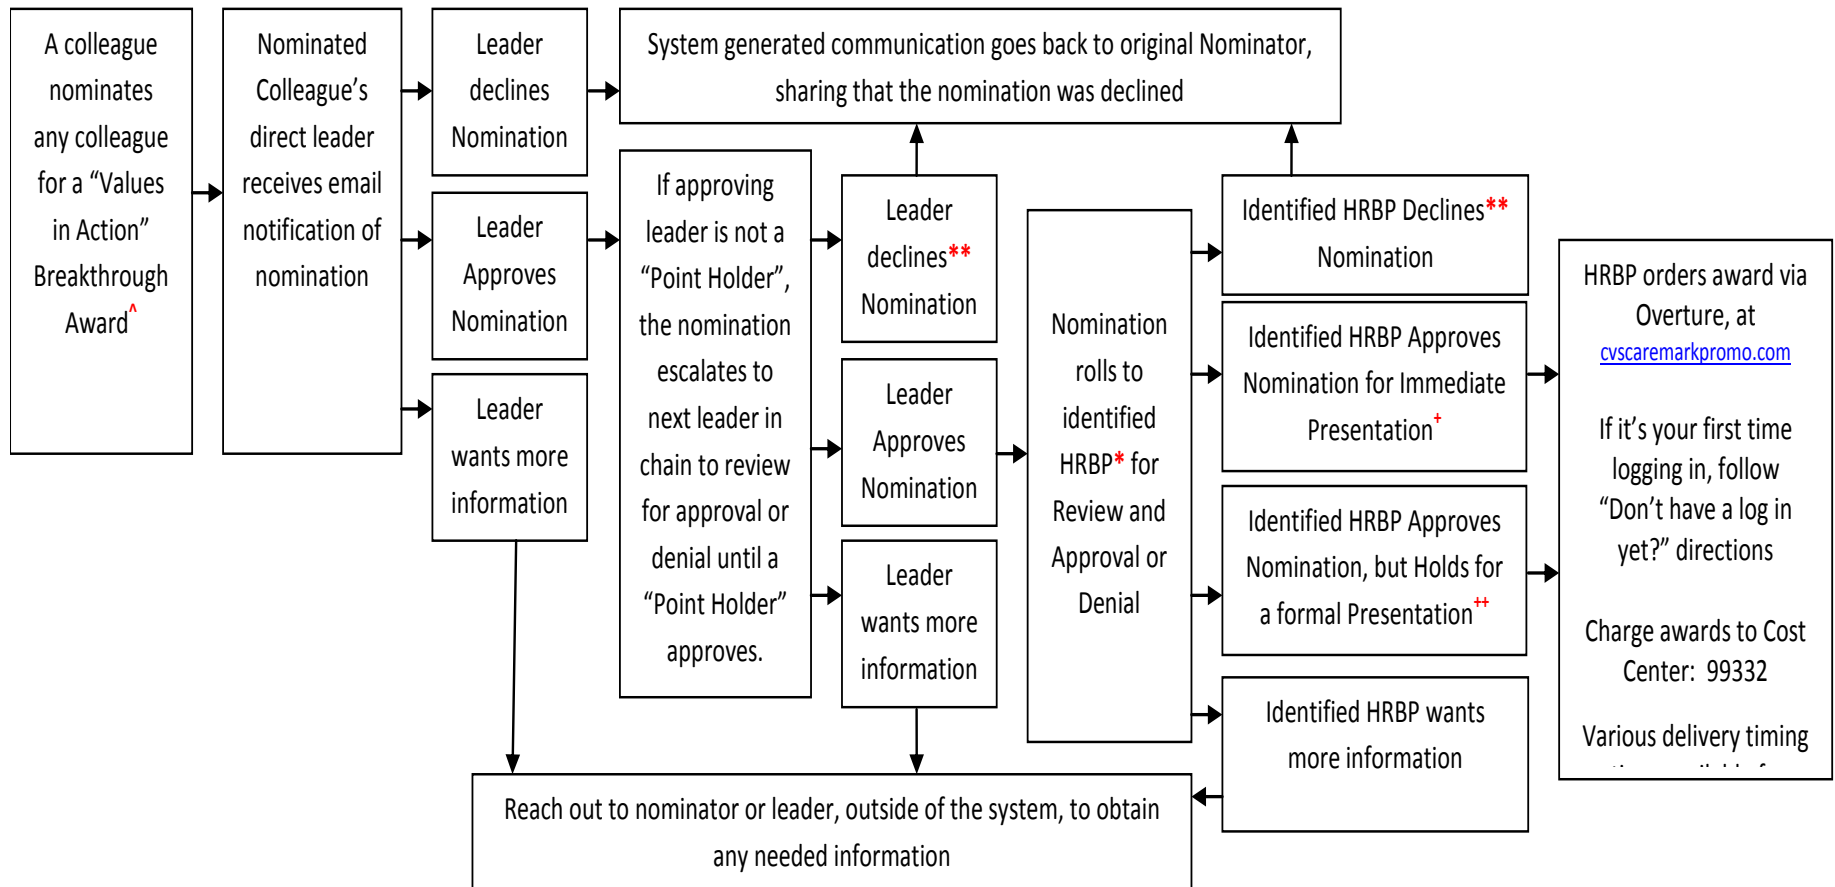 A colleague
nominates
any colleague
for a “Values
in Action”
Breakthrough
Award^
Nominated
Colleague’s
direct leader
receives email
notification of
nomination
Leader
declines
Nomination
Leader
Approves
Nomination
Leader
wants more
information
System generated communication goes back to original Nominator,
sharing that the nomination was declined
If approving
leader is not a
“Point Holder”,
the nomination
escalates to
next leader in
chain to review
for approval or
denial until a
“Point Holder”
approves.
Leader
declines**
Nomination
Leader
Approves
Nomination
Leader
wants more
information
Nomination
rolls to
identified
HRBP* for
Review and
Approval or
Denial
Identified HRBP Declines**
Nomination
Identified HRBP Approves
Nomination for Immediate
Presentation+
Identified HRBP Approves
Nomination, but Holds for
a formal Presentation++
Identified HRBP wants
more information
HRBP orders award via
Overture, at
cvscaremarkpromo.com
If it’s your first time
logging in, follow
“Don’t have a log in
yet?” directions
Charge awards to Cost
Center: 99332
Various delivery timing
Reach out to nominator or leader, outside of the system, to obtain
any needed information